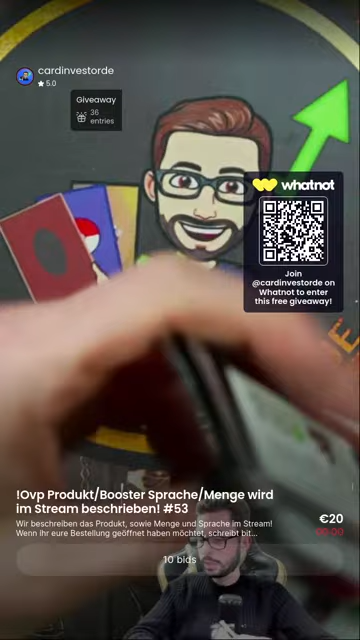 cardinvestorde
★ 5.0
Giveaway
36
entries
whatnot
Join
@cardinvestorde on
Whatnot to enter
this free giveaway!
!Ovp Produkt/Booster Sprache/Menge wird
im Stream beschrieben! #53
€20
Wir beschreiben das Produkt, sowie Menge und Sprache im Stream!
Wenn Ihr eure Bestellung geöffnet haben möchtet, schreibt bit...
10 bids